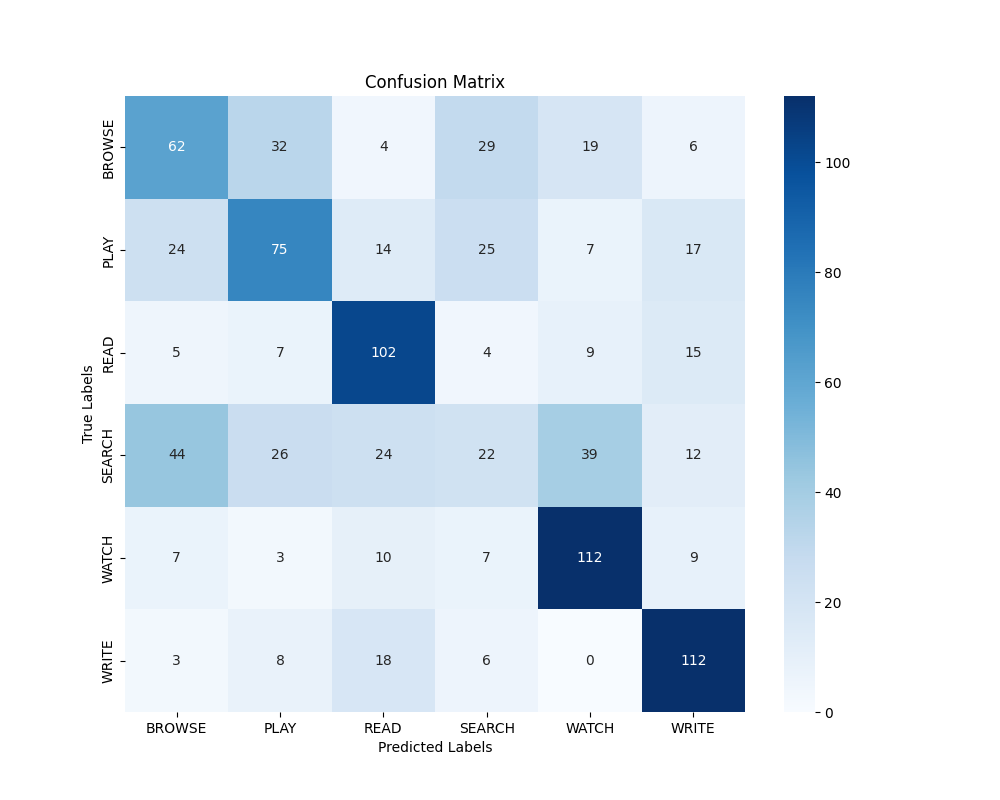 Confusion Matrix
BROWSE 62 32 4 29 19 6
PLAY 24 75 14 25 7 17
READ 5 7 102 4 9 15
SEARCH 44 26 24 22 39 12
WATCH 7 3 10 7 112 9
WRITE 3 8 18 6 0 112
BROWSE PLAY READ SEARCH WATCH WRITE
Predicted Labels
True Labels
100
80
60
40
20
0